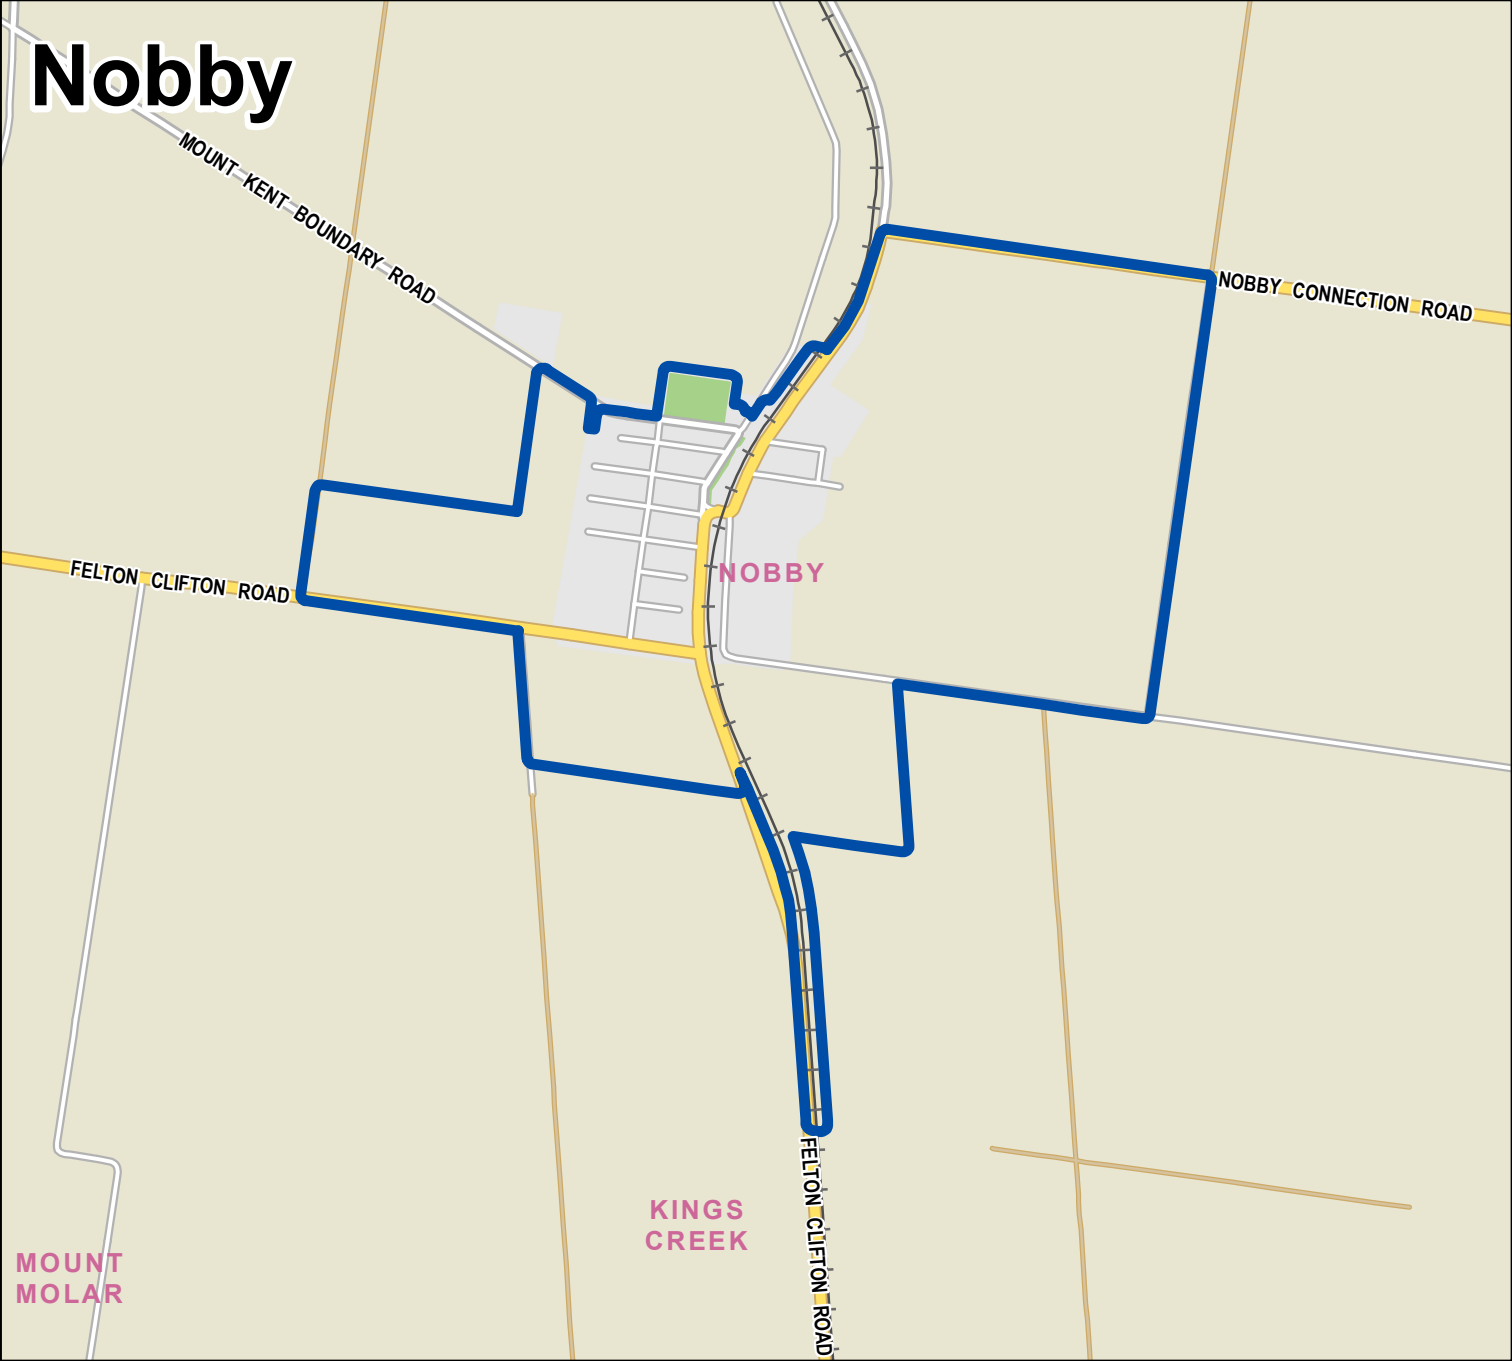 Nobby
MOUNT KENT BOUNDARY ROAD
NOBBY CONNECTION ROAD
FELTON CLIFTON ROAD
NOBBY
FELTON CLIFTON ROAD
KINGS
CREEK
MOUNT
MOLAR